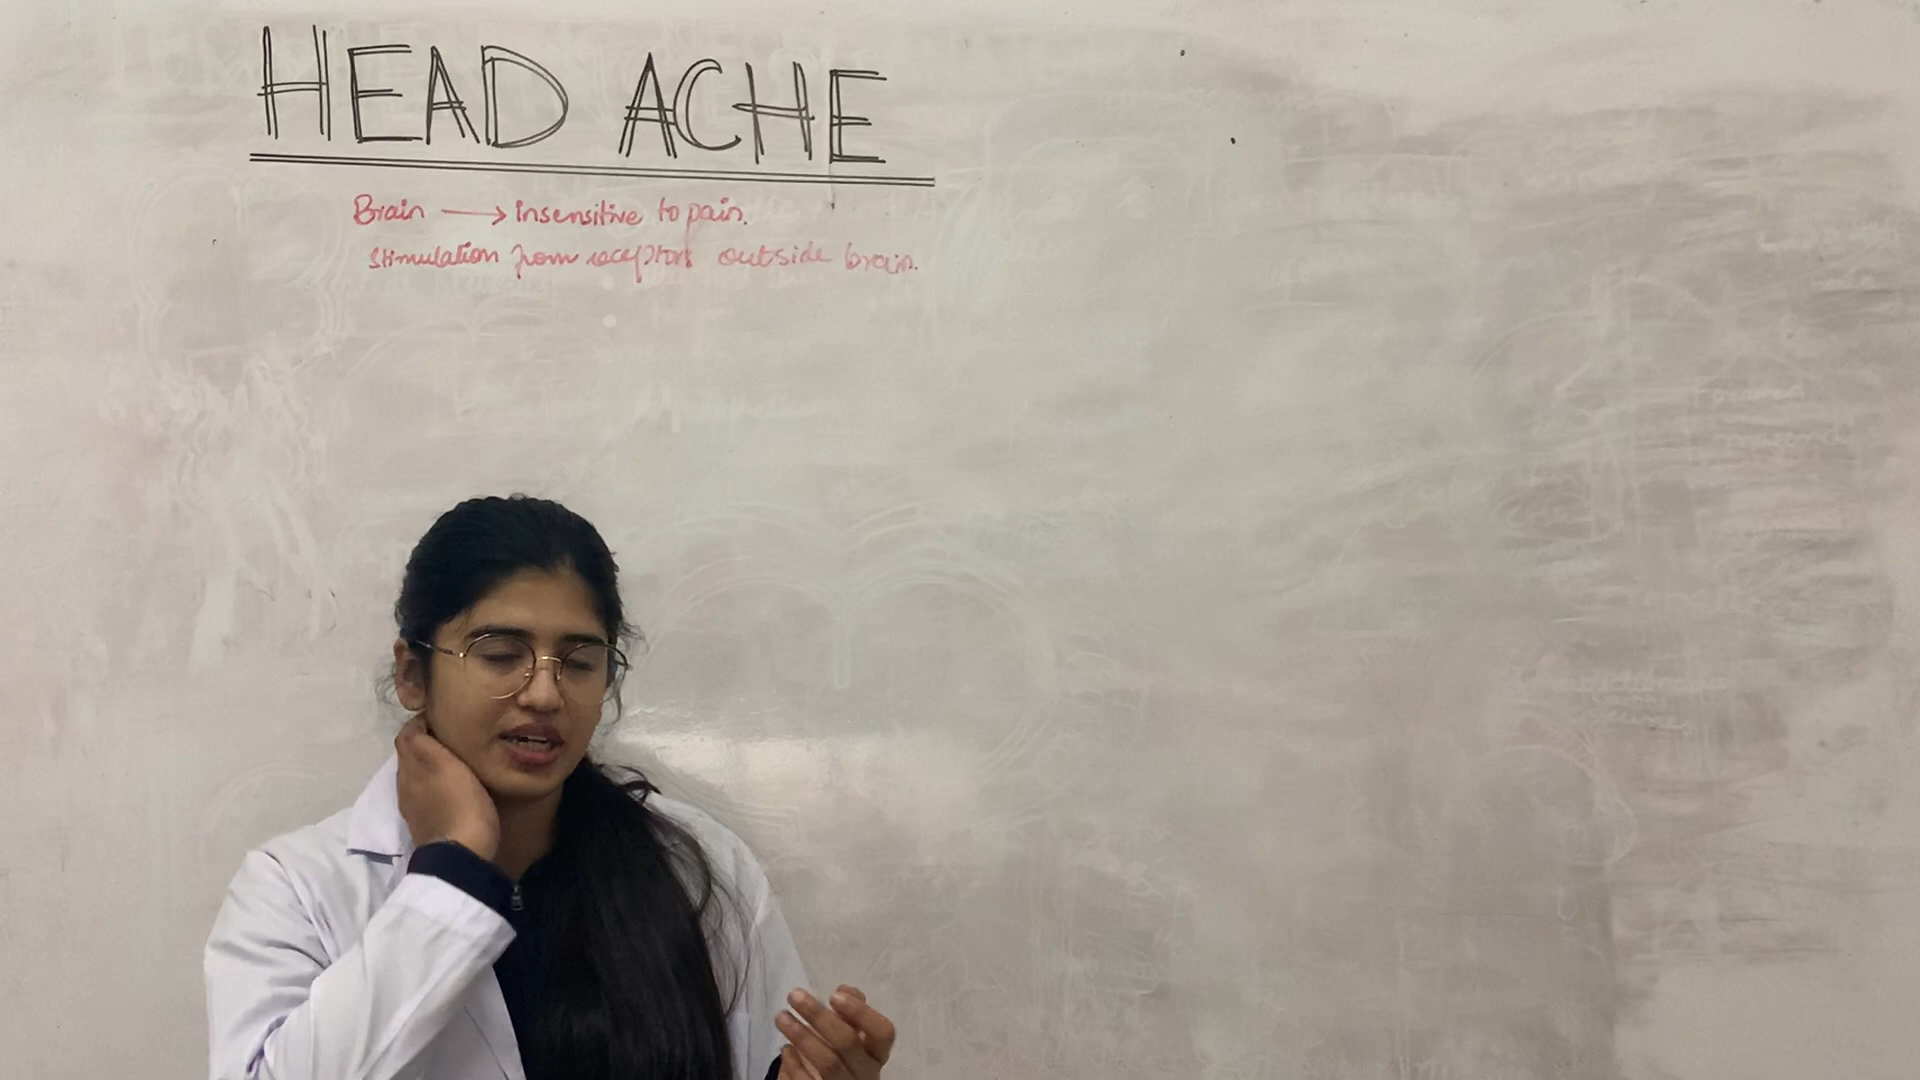 HEAD ACHE
Brain → insensitive to pain.
Stimulation from receptors outside brain.